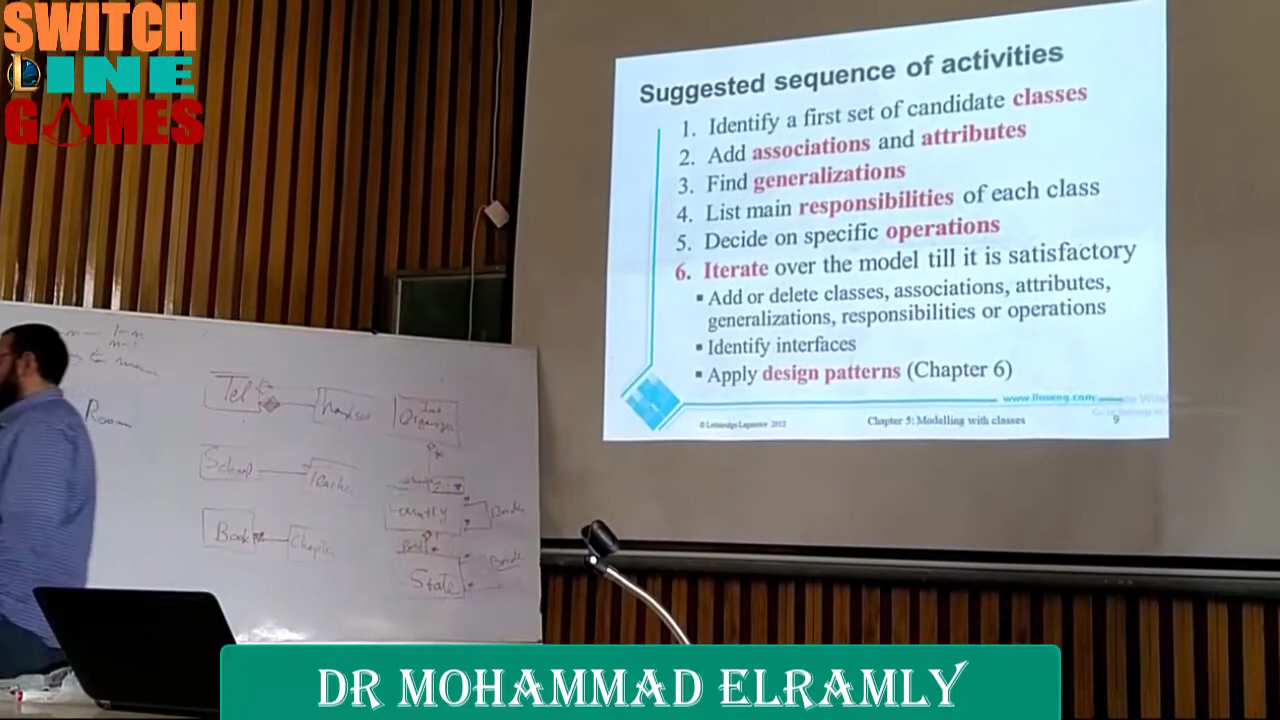 SWITCH
LINE
GAMES
Suggested sequence of activities
1. Identify a first set of candidate classes
2. Add associations and attributes
3. Find generalizations
4. List main responsibilities of each class
5. Decide on specific operations
6. Iterate over the model till it is satisfactory
▪ Add or delete classes, associations, attributes,
generalizations, responsibilities or operations
▪ Identify interfaces
▪ Apply design patterns (Chapter 6)
www.lloseng.com
Chapter 5: Modelling with classes
9
Room
Tel
School
Book
Chapter
State
DR MOHAMMAD ELRAMLY